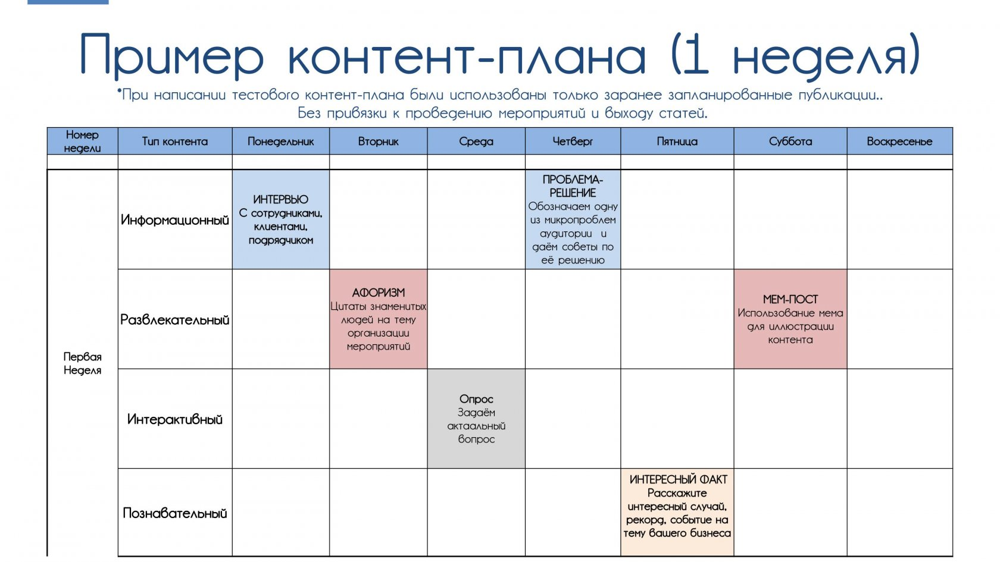 Пример контент-плана (1 неделя)
*При написании тестового контент-плана были использованы только заранее запланированные публикации..
Без привязки к проведению мероприятий и выходу статей.
Номер
недели
Тип контента
Понедельник
Вторник
Среда
Четверг
Пятница
Суббота
Воскресенье
Первая
Неделя
Информационный
ИНТЕРВЬЮ
С сотрудниками,
клиентами,
подрядчиком
ПРОБЛЕМА-
РЕШЕНИЕ
Обозначаем одну
из микропроблем
аудитории и
даём советы по
её решению
Развлекательный
АФОРИЗМ
Цитаты знаменитых
людей на тему
организации
мероприятий
МЕМ-ПОСТ
Использование мема
для иллюстрации
контента
Интерактивный
Опрос
Задаём
актаальный
вопрос
Познавательный
ИНТЕРЕСНЫЙ ФАКТ
Расскажите
интересный случай,
рекорд, событие на
тему вашего бизнеса